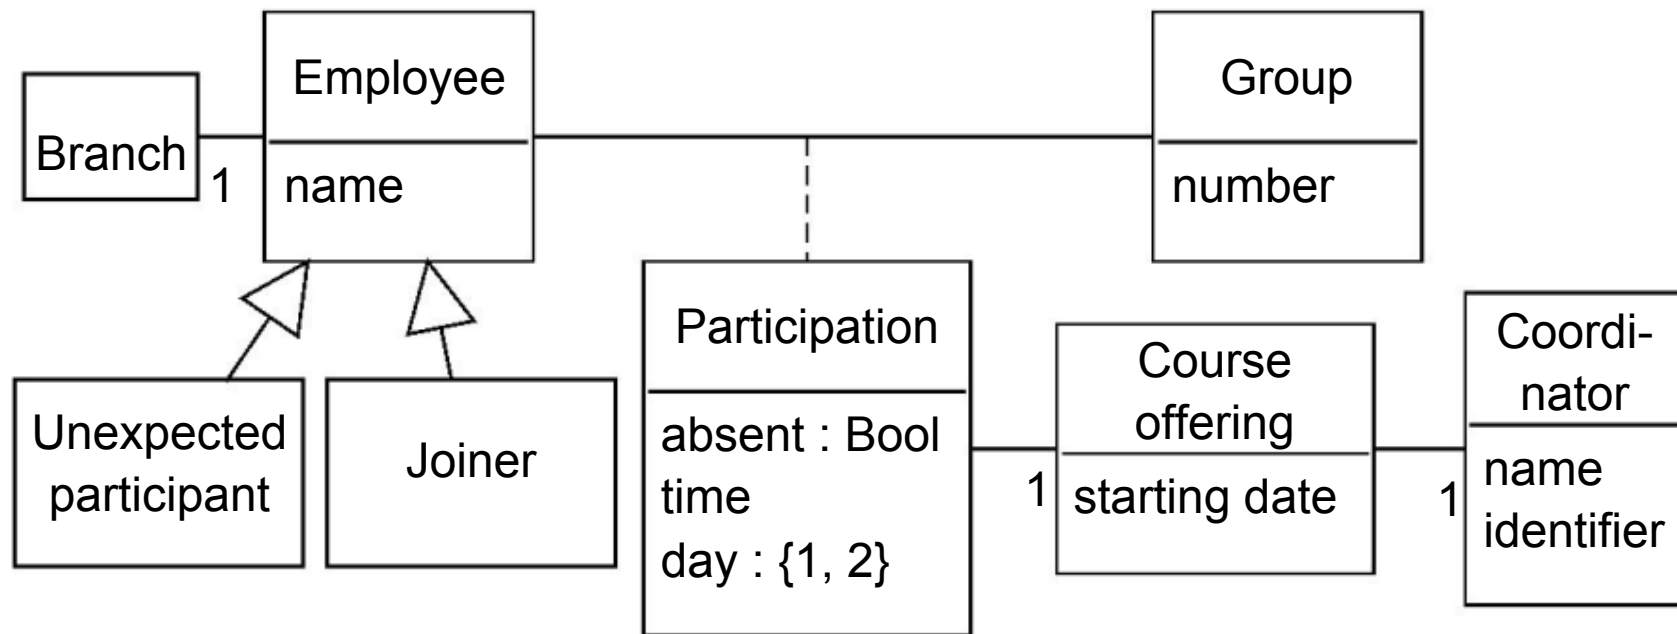 Branch
1
Employee
name
Group
number
Unexpected
participant
Joiner
Participation
absent : Bool
time
day : {1, 2}
1
Course
offering
starting date
1
Coordi-
nator
name
identifier